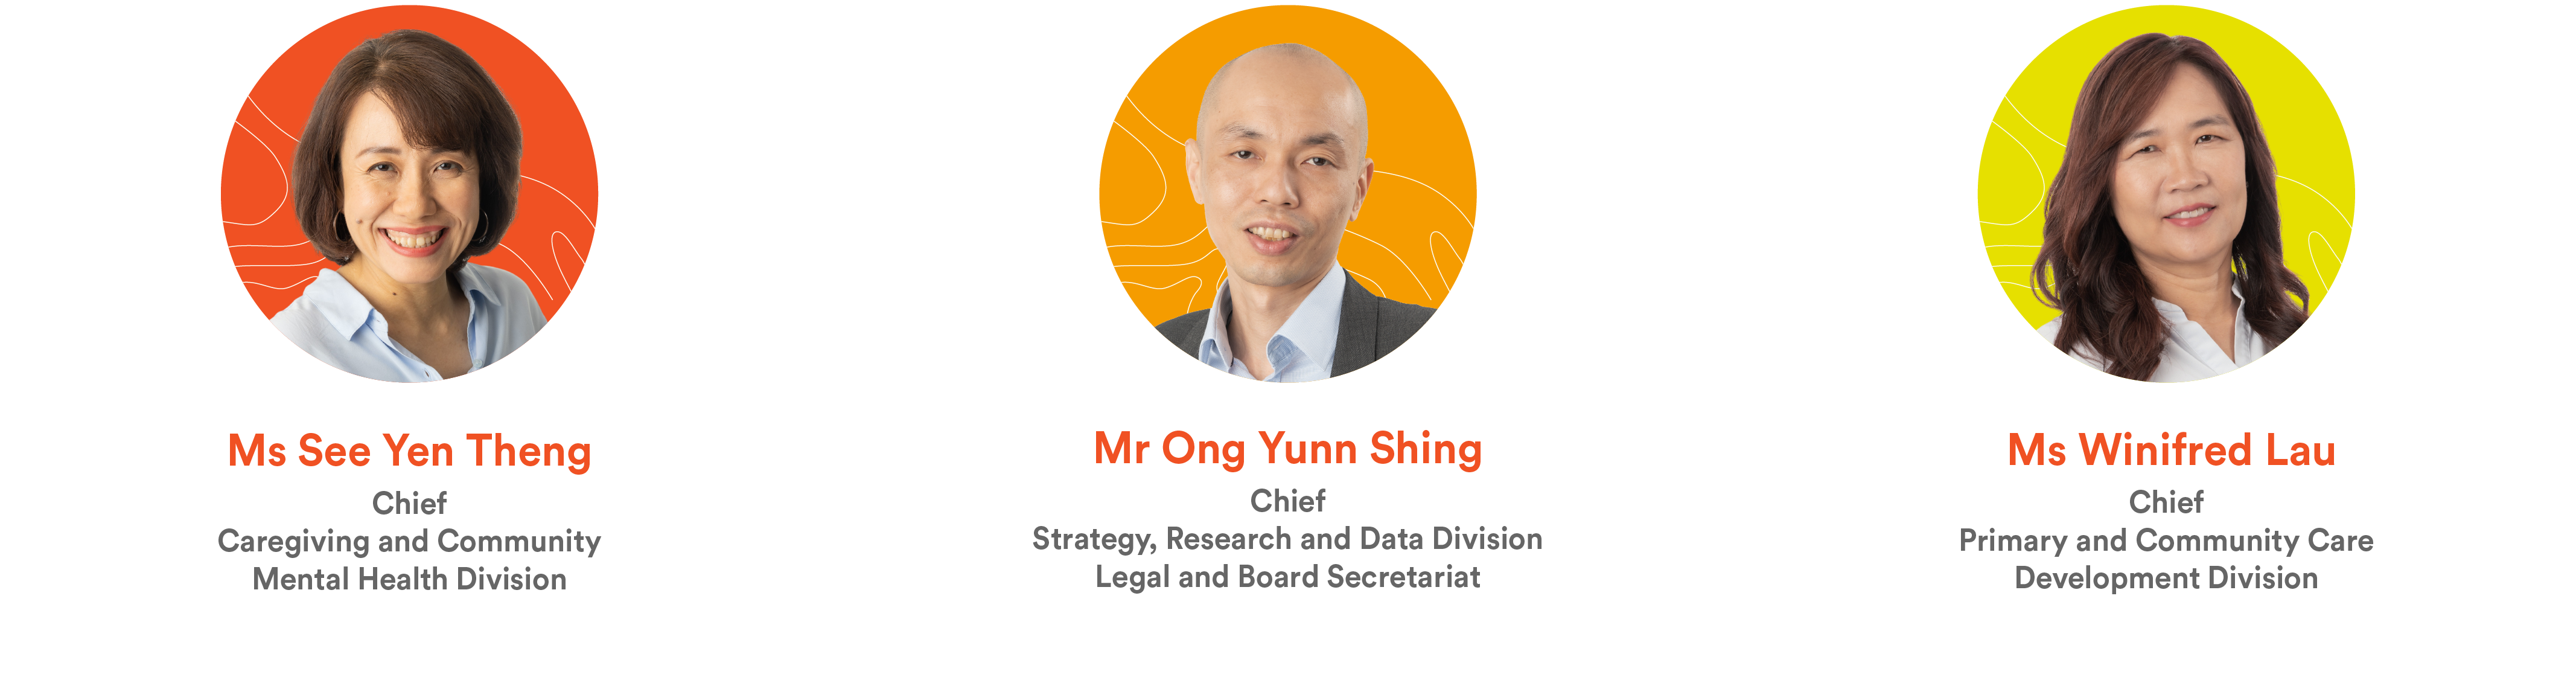 Ms See Yen Theng
Chief
Caregiving and Community
Mental Health Division
Mr Ong Yunn Shing
Chief
Strategy, Research and Data Division
Legal and Board Secretariat
Ms Winifred Lau
Chief
Primary and Community Care
Development Division